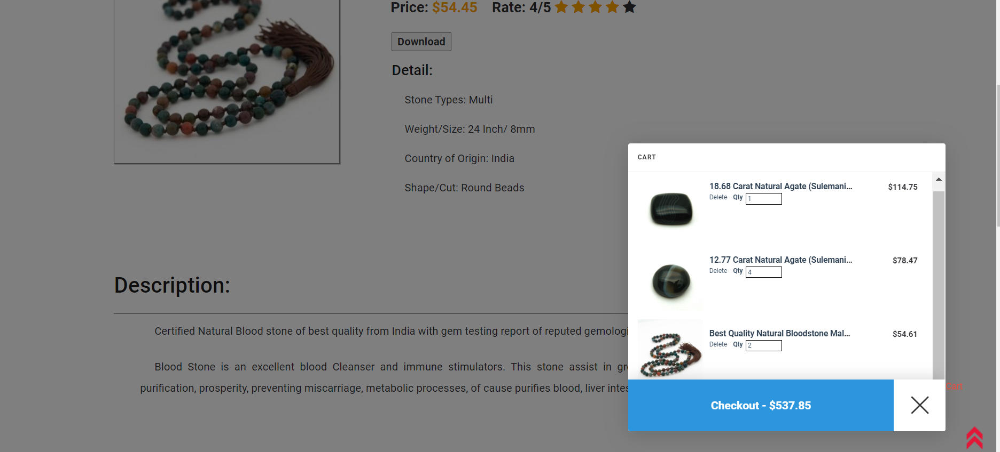 Price: $54.45 Rate: 4/5
Download
Detail:
Stone Types: Multi
Weight/Size: 24 Inch/ 8mm
Country of Origin: India
Shape/Cut: Round Beads
Description:
Certified Natural Blood stone of best quality from India with gem testing report of reputed
Blood Stone is an excellent blood Cleanser and immune stimulators. This stone assist in
purification, prosperity, preventing miscarriage, metabolic processes, of cause purifies blood, liver
CART
18.68 Carat Natural Agate (Sulemani...
$114.75
Delete Qty 1
12.77 Carat Natural Agate (Sulemani...
$78.47
Delete Qty 4
Best Quality Natural Bloodstone Mal...
$54.61
Delete Qty 2
Checkout - $537.85
Cart